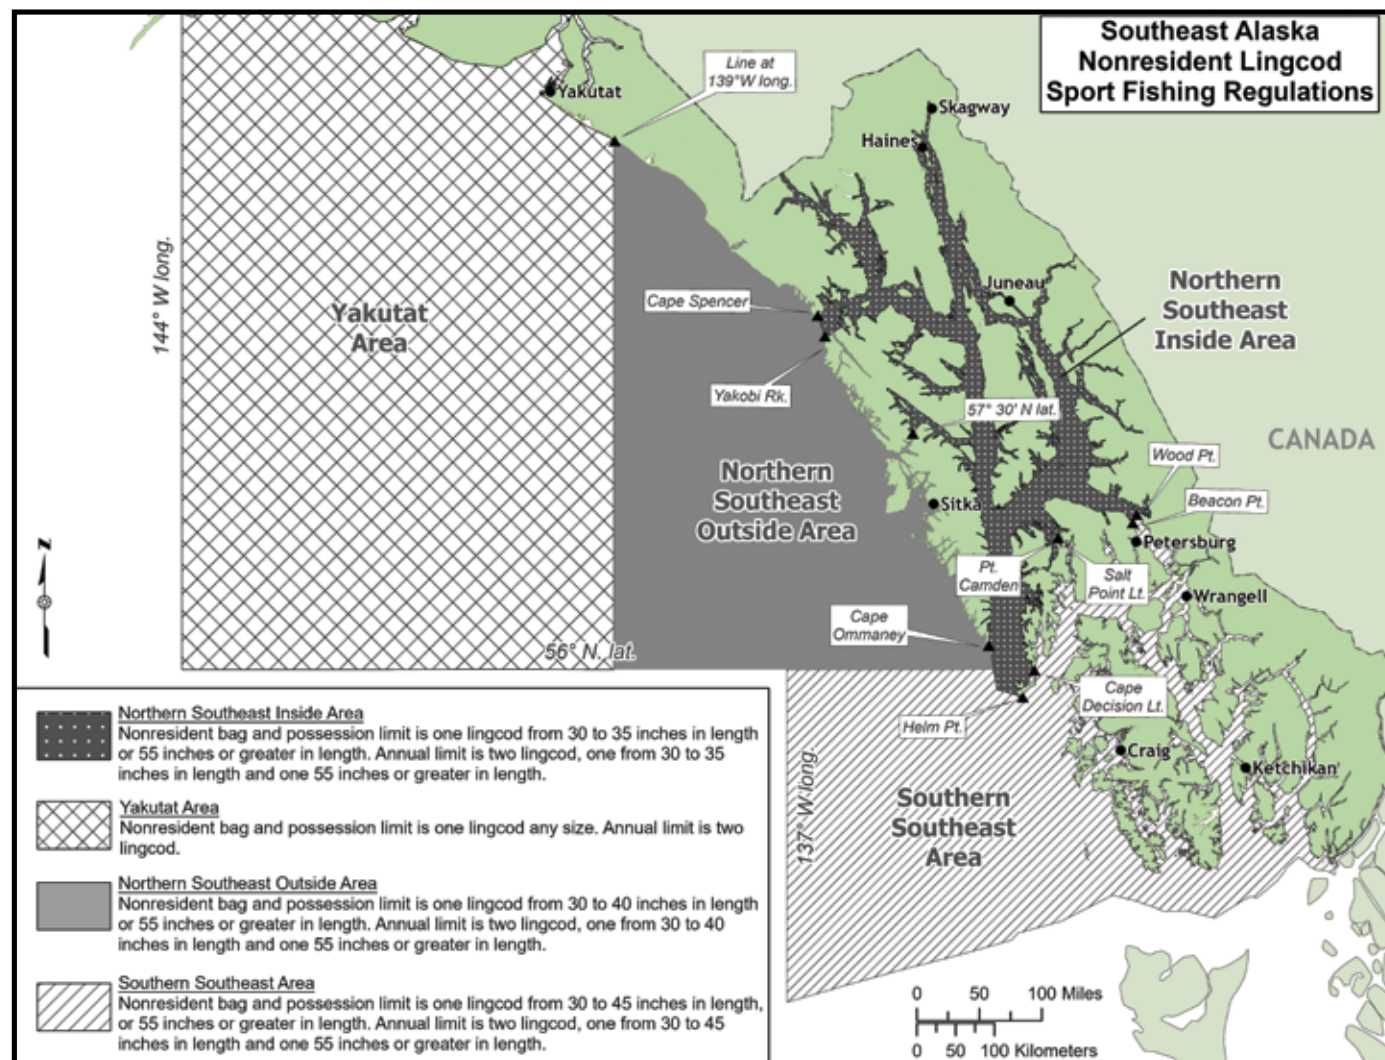 Southeast Alaska
Nonresident Lingcod
Sport Fishing Regulations
Line at
139°W long.
Yakutat
Skagway
Haines
144° W long.
Yakutat
Area
Cape Spencer
Juneau
Northern
Southeast
Inside Area
Yakobi Rk.
57° 30' N lat.
CANADA
Northern
Southeast
Outside Area
Wood Pt.
Beacon Pt.
Sitka
Petersburg
Pt.
Camden
Salt
Point Lt.
Wrangell
z
Cape
Ommaney
56° N. lat.
Cape
Decision Lt.
Helm Pt.
Craig
Ketchikan
137° W long.
Southern
Southeast
Area
Northern Southeast Inside Area
Nonresident bag and possession limit is one lingcod from 30 to 35 inches in length
or 55 inches or greater in length. Annual limit is two lingcod, one from 30 to 35
inches in length and one 55 inches or greater in length.
Yakutat Area
Nonresident bag and possession limit is one lingcod any size. Annual limit is two
lingcod.
Northern Southeast Outside Area
Nonresident bag and possession limit is one lingcod from 30 to 40 inches in length
or 55 inches or greater in length. Annual limit is two lingcod, one from 30 to 40
inches in length and one 55 inches or greater in length.
Southern Southeast Area
Nonresident bag and possession limit is one lingcod from 30 to 45 inches in length,
or 55 inches or greater in length. Annual limit is two lingcod, one from 30 to 45
inches in length and one 55 inches or greater in length.
0 50 100 Miles
0 50 100 Kilometers